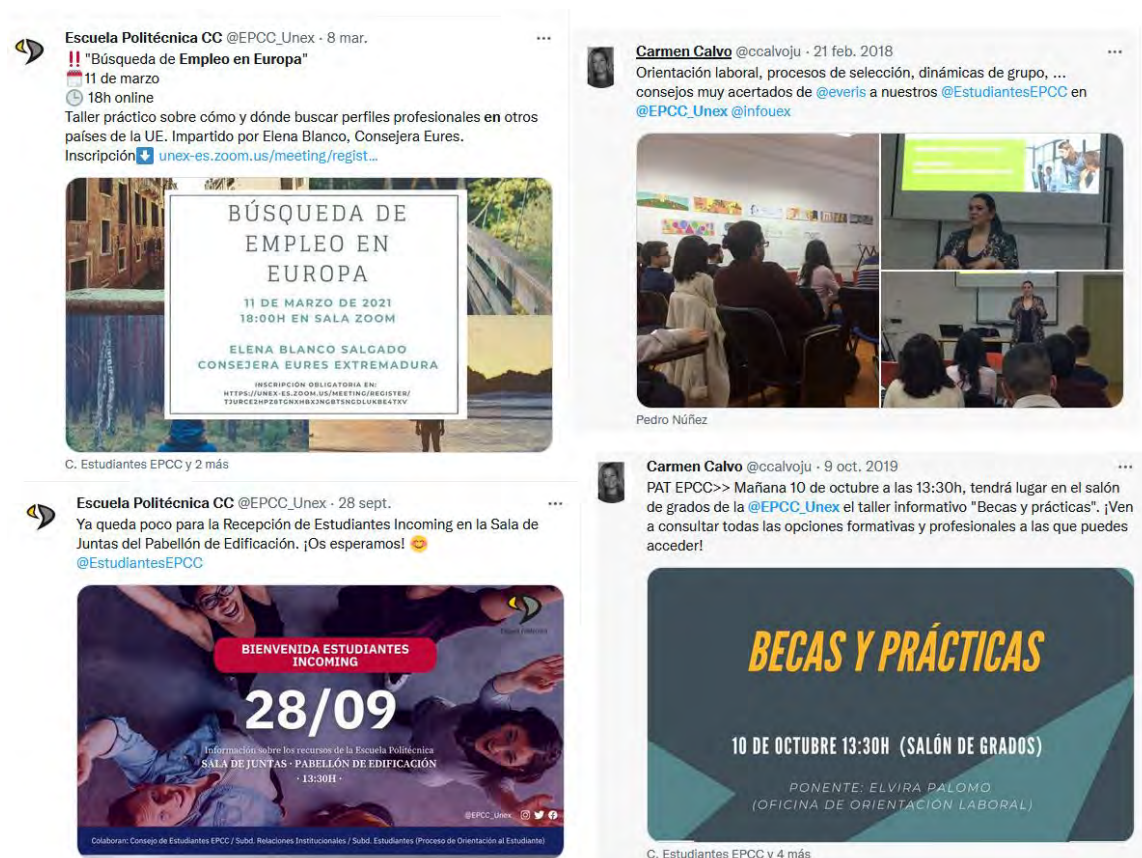 Escuela Politécnica CC @EPCC_Unex · 8 mar.
‼️ "Búsqueda de Empleo en Europa"
11 de marzo
18h online
Taller práctico sobre cómo y dónde buscar perfiles profesionales en otros
países de la UE. Impartido por Elena Blanco, Consejera Eures.
Inscripción⬇️ unex-es.zoom.us/meeting/regist...
BÚSQUEDA DE
EMPLEO EN
EUROPA
11 DE MARZO DE 2021
18:00H EN SALA ZOOM
ELENA BLANCO SALGADO
CONSEJERA EURES EXTREMADURA
INSCRIPCIÓN OBLIGATORIA EN:
HTTPS://UNEX-ES.ZOOM.US/MEETING/REGISTER/
C. Estudiantes EPCC y 2 más
Escuela Politécnica CC @EPCC_Unex · 28 sept.
Ya queda poco para la Recepción de Estudiantes Incoming en la Sala de
Juntas del Pabellón de Edificación. ¡Os esperamos! 😊
@EstudiantesEPCC
BIENVENIDA ESTUDIANTES
INCOMING
28/09
Información sobre los recursos de la Escuela Politécnica
SALA DE JUNTAS · PABELLÓN DE EDIFICACIÓN
· 13:30H ·
@EPCC_Unex
Colaboran: Consejo de Estudiantes EPCC / Subd. Relaciones Institucionales / Subd. Estudiantes (Proceso de Orientación al Estudiante)
Carmen Calvo @ccalvoju · 21 feb. 2018
Orientación laboral, procesos de selección, dinámicas de grupo, ...
consejos muy acertados de @everis a nuestros @EstudiantesEPCC en
@EPCC_Unex @infouex
Pedro Núñez
Carmen Calvo @ccalvoju · 9 oct. 2019
PAT EPCC>> Mañana 10 de octubre a las 13:30h, tendrá lugar en el salón
de grados de la @EPCC_Unex el taller informativo "Becas y prácticas". ¡Ven
a consultar todas las opciones formativas y profesionales a las que puedes
acceder!
BECAS Y PRÁCTICAS
10 DE OCTUBRE 13:30H (SALÓN DE GRADOS)
PONENTE: ELVIRA PALOMO
(OFICINA DE ORIENTACIÓN LABORAL)
C. Estudiantes EPCC y 4 más